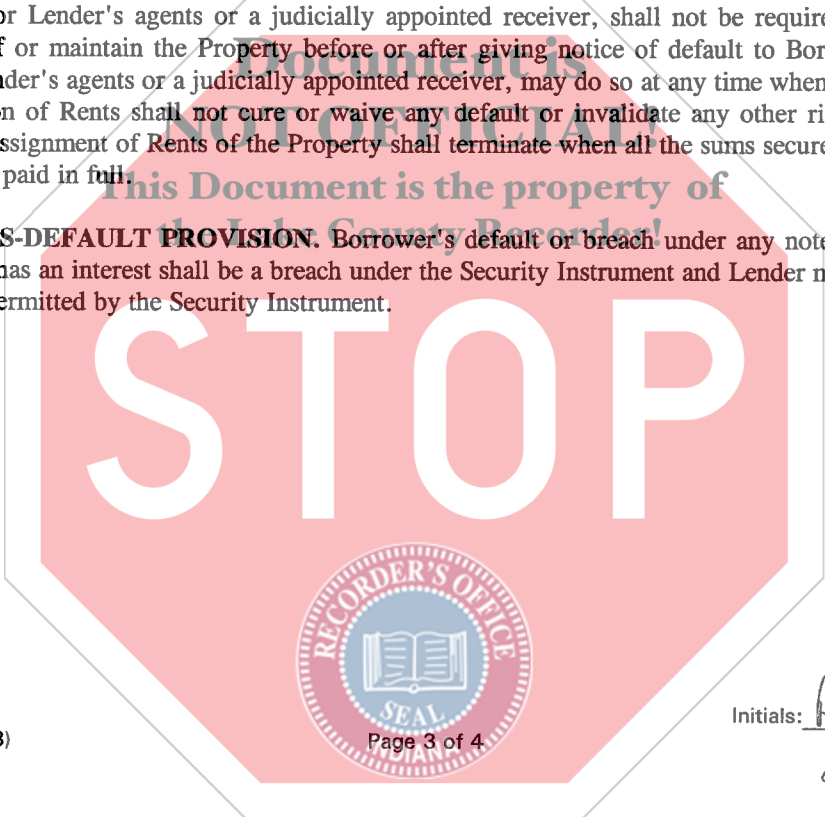 or Lender's agents or a judicially appointed receiver, shall not be require
f or maintain the Property before or after giving notice of default to Bor
nder's agents or a judicially appointed receiver, may do so at any time when
n of Rents shall not cure or waive any default or invalidate any other ri
ssignment of Rents of the Property shall terminate when all the sums secure
paid in full.
Document is
NOT OFFICIAL!
This Document is the property of
the Lake County Recorder!
S-DEFAULT PROVISION. Borrower's default or breach under any note
has an interest shall be a breach under the Security Instrument and Lender m
ermitted by the Security Instrument.
STOP
RECORDER'S OFFICE
SEAL
INDIANA
Initials:
3)
Page 3 of 4